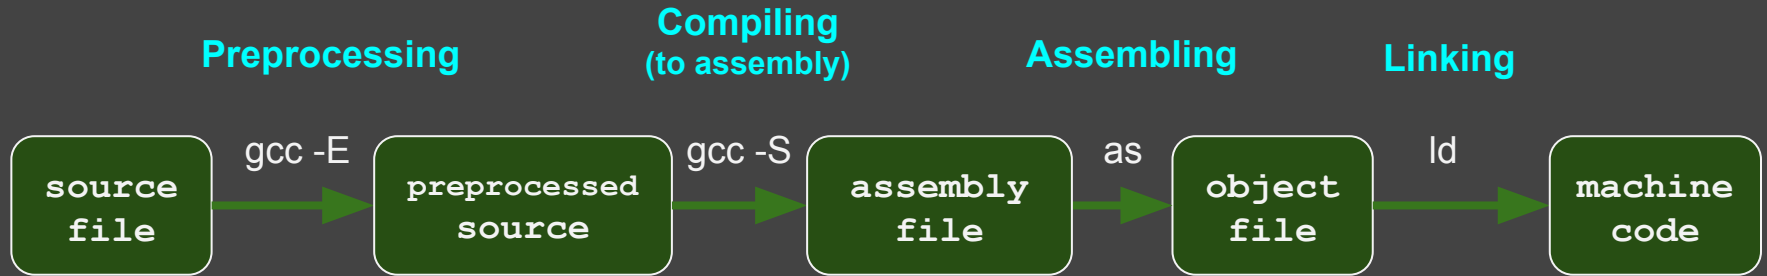 Preprocessing
Compiling
(to assembly)
Assembling
Linking
source
file
gcc -E
preprocessed
source
gcc -S
assembly
file
as
object
file
ld
machine
code